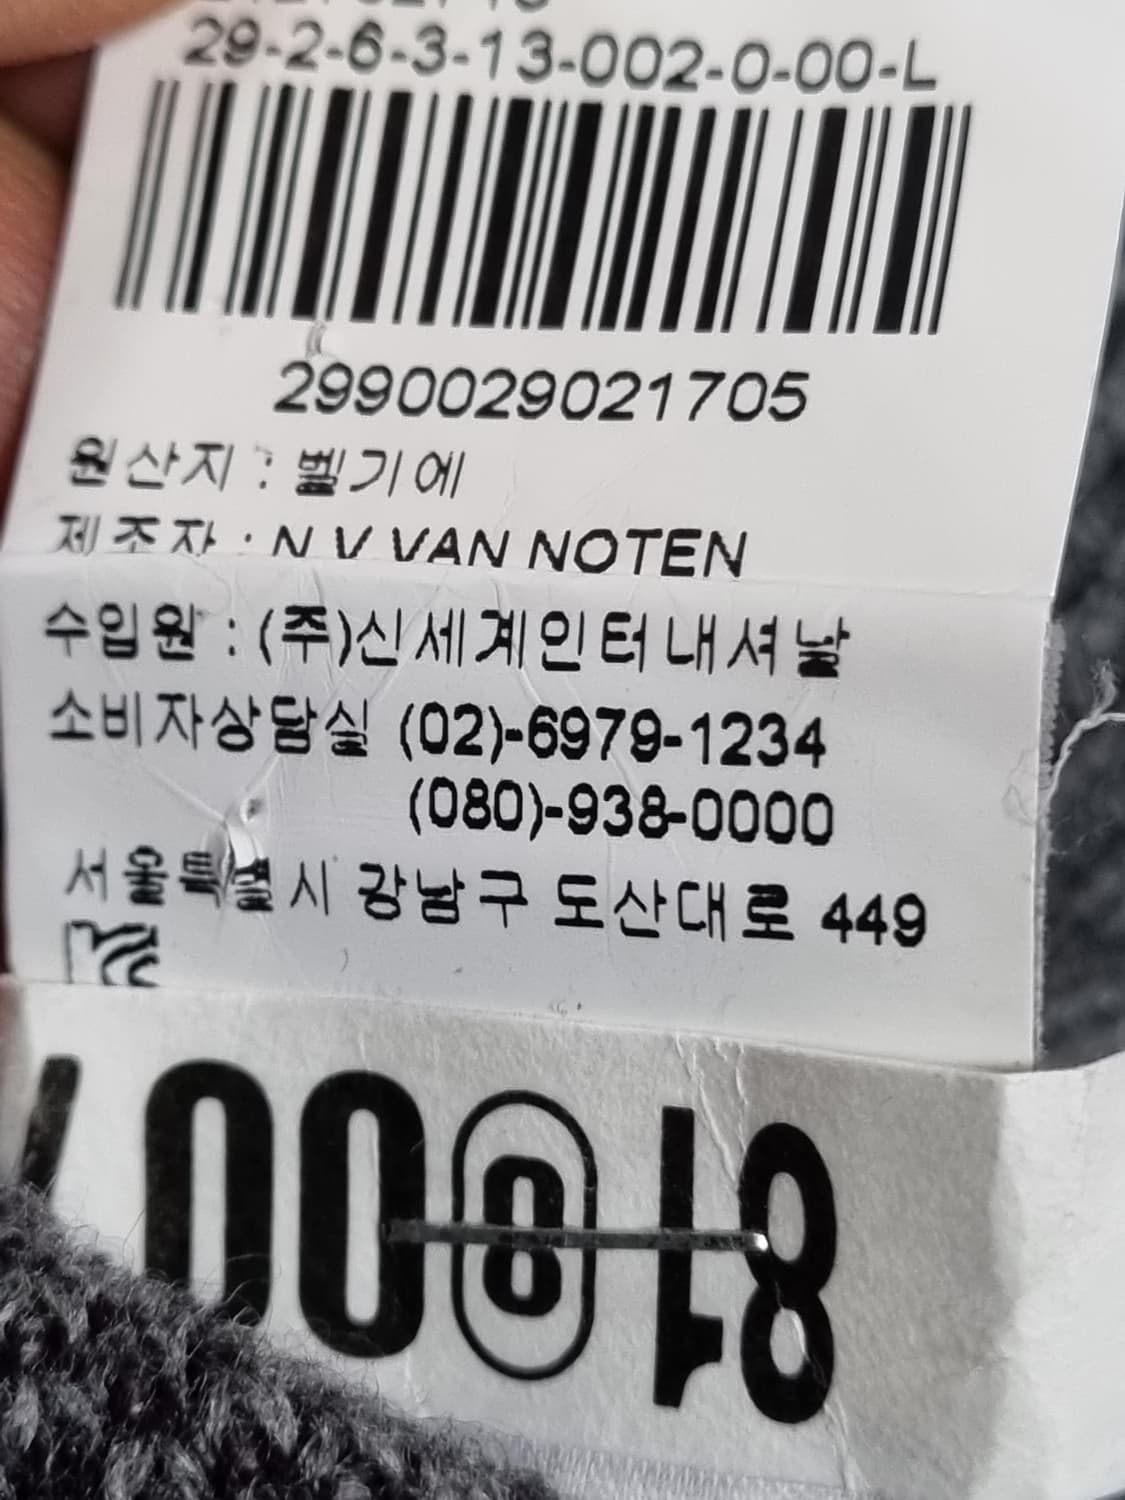 29-2-6-3-13-002-0-00-L
2990029021705
원산지 : 벨기에
제조자 : N V VAN NOTEN
수입원 : (주)신세계인터내셔날
소비자상담실 (02)-6979-1234
(080)-938-0000
서울특별시 강남구 도산대로 449